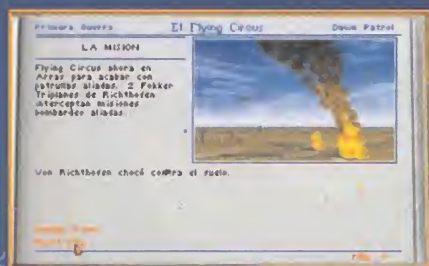 Primera Guerra
El Flying Circus
Dawn Patrol
LA MISIÓN
Flying Circus ahora en
Arras para acabar con
patrullas aliadas. 2 Fokker
Triplanes de Richthofen
interceptan misiones
bombardeo aliadas.
Von Richthofen chocó contra el suelo.